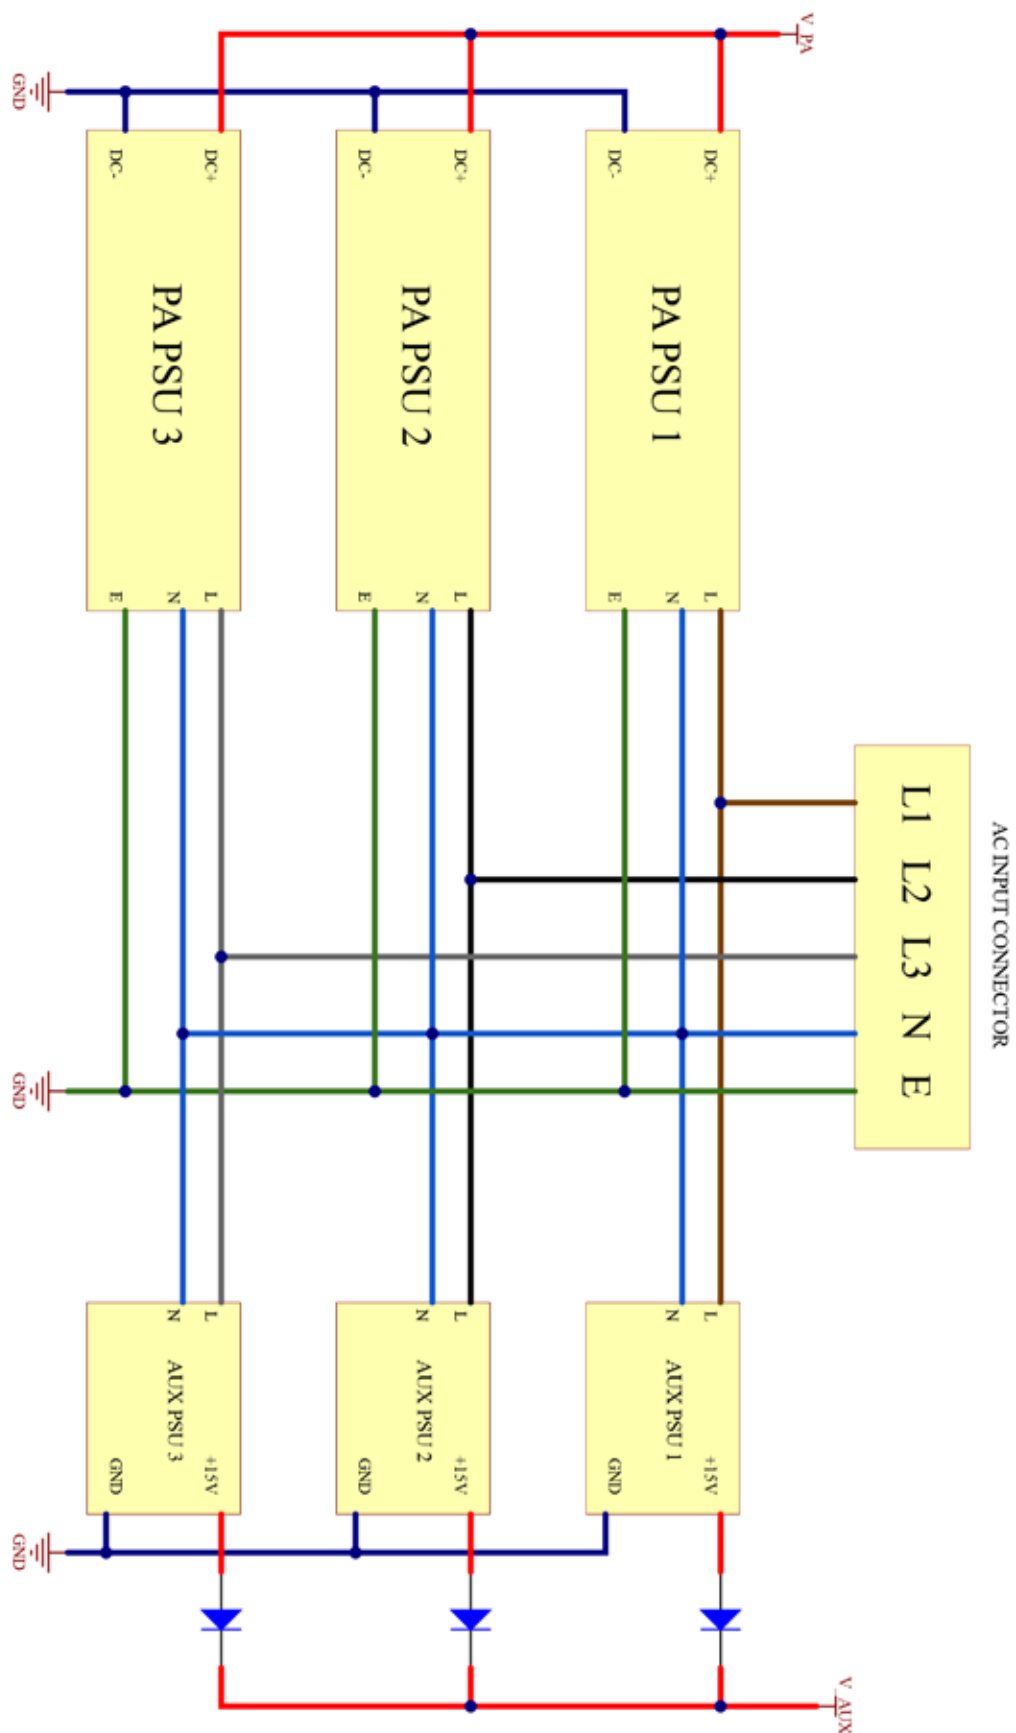 AC INPUT CONNECTOR
L1 L2 L3 N E
V_PA
DC+
DC-
PA PSU 1
L
N
E
L
N
AUX PSU 1
+15V
GND
V_AUX
DC+
DC-
PA PSU 2
L
N
E
L
N
AUX PSU 2
+15V
GND
DC+
DC-
PA PSU 3
L
N
E
L
N
AUX PSU 3
+15V
GND
GND
GND
GND